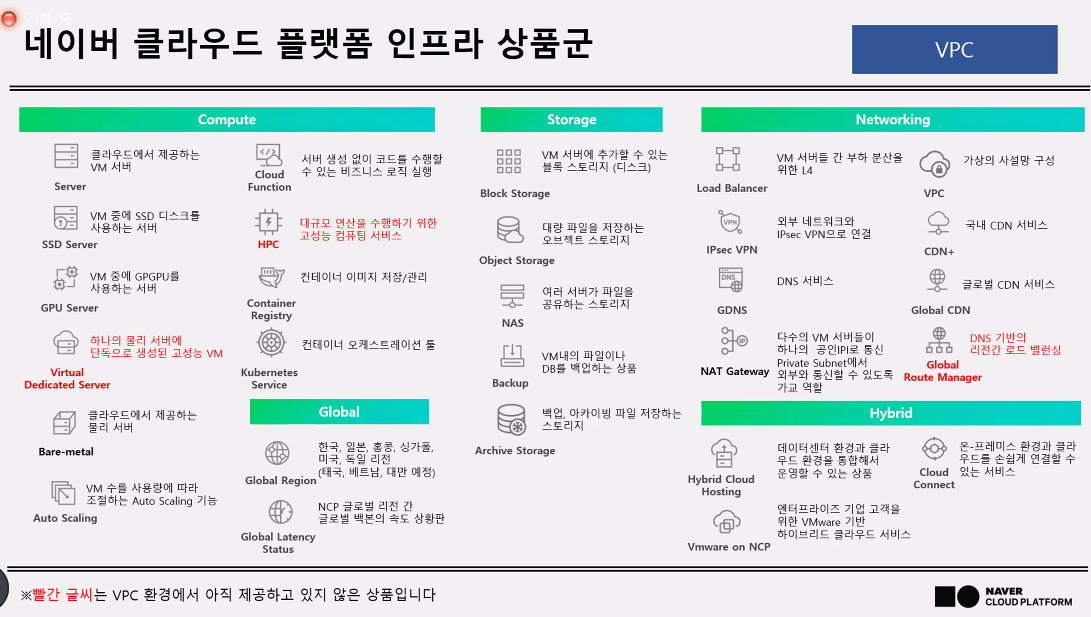 기록 중
네이버 클라우드 플랫폼 인프라 상품군
VPC
Compute
클라우드에서 제공하는
VM 서버
Server
VM 중에 SSD 디스크를
사용하는 서버
SSD Server
VM 중에 GPGPU를
사용하는 서버
GPU Server
하나의 물리 서버에
단독으로 생성된 고성능 VM
Virtual
Dedicated Server
클라우드에서 제공하는
물리 서버
Bare-metal
VM 수를 사용량에 따라
조절하는 Auto Scaling 기능
Auto Scaling
서버 생성 없이 코드를 수행할
수 있는 비즈니스 로직 실행
Cloud
Function
대규모 연산을 수행하기 위한
고성능 컴퓨팅 서비스
HPC
컨테이너 이미지 저장/관리
Container
Registry
컨테이너 오케스트레이션 툴
Kubernetes
Service
Global
한국, 일본, 홍콩, 싱가폴,
미국, 독일 리전
(태국, 베트남, 대만 예정)
Global Region
NCP 글로벌 리전 간
글로벌 백본의 속도 상황판
Global Latency
Status
Storage
VM 서버에 추가할 수 있는
블록 스토리지 (디스크)
Block Storage
대량 파일을 저장하는
오브젝트 스토리지
Object Storage
여러 서버가 파일을
공유하는 스토리지
NAS
VM내의 파일이나
DB를 백업하는 상품
Backup
백업, 아카이빙 파일 저장하는
스토리지
Archive Storage
Networking
VM 서버들 간 부하 분산을
위한 L4
Load Balancer
VPN
외부 네트워크와
IPsec VPN으로 연결
IPsec VPN
DNS
DNS 서비스
GDNS
IP
다수의 VM 서버들이
하나의 공인IPI로 통신
Private Subnet에서
외부와 통신할 수 있도록
가교 역할
NAT Gateway
가상의 사설망 구성
VPC
국내 CDN 서비스
CDN+
글로벌 CDN 서비스
Global CDN
DNS 기반의
리전간 로드 밸런싱
Global
Route Manager
Hybrid
데이터센터 환경과 클라
우드 환경을 통합해서
운영할 수 있는 상품
Hybrid Cloud
Hosting
엔터프라이즈 기업 고객을
위한 VMware 기반
하이브리드 클라우드 서비스
Vmware on NCP
온-프레미스 환경과 클라
우드를 손쉽게 연결할 수
있는 서비스
Cloud
Connect
※빨간 글씨는 VPC 환경에서 아직 제공하고 있지 않은 상품입니다
NAVER
CLOUD PLATFORM